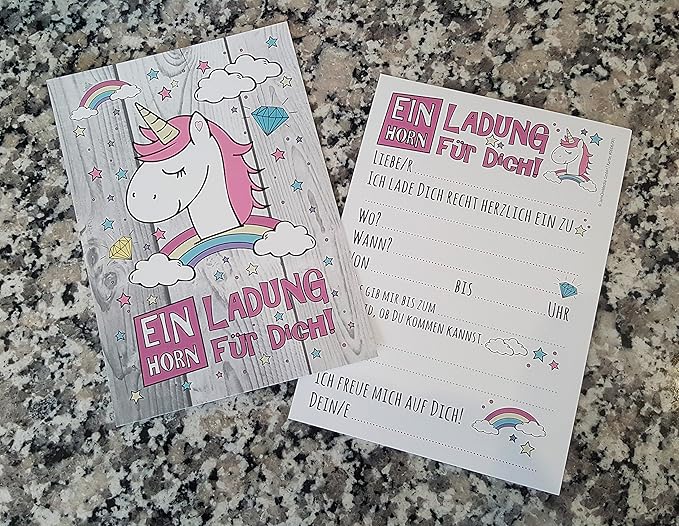 EIN
HORN
LADUNG
FÜR DICH!
EIN
HORN
LADUNG
FÜR DICH!
LIEBE/R
ICH LADE DICH RECHT HERZLICH EIN ZU
WO?
WANN?
VON BIS UHR
GIB MIR BIS ZUM
OB DU KOMMEN KANNST.
ICH FREUE MICH AUF DICH!
DEIN/E